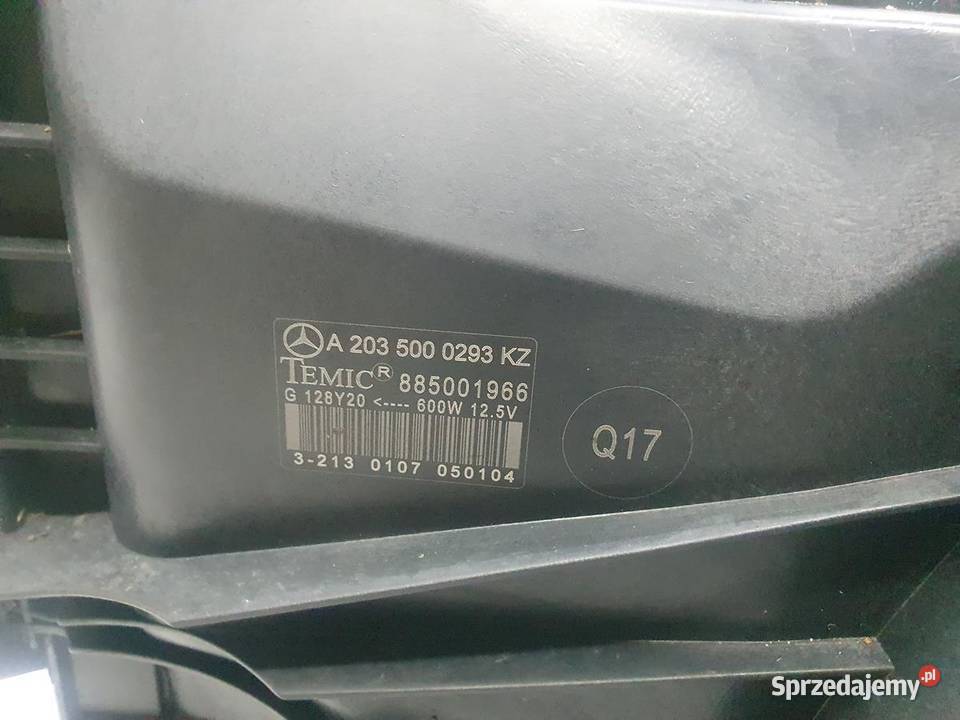 A 203 500 0293 KZ
TEMIC® 885001966
G 128Y20 <---- 600W 12.5V
3-213 0107 050104
Q17
Sprzedajemy.pl